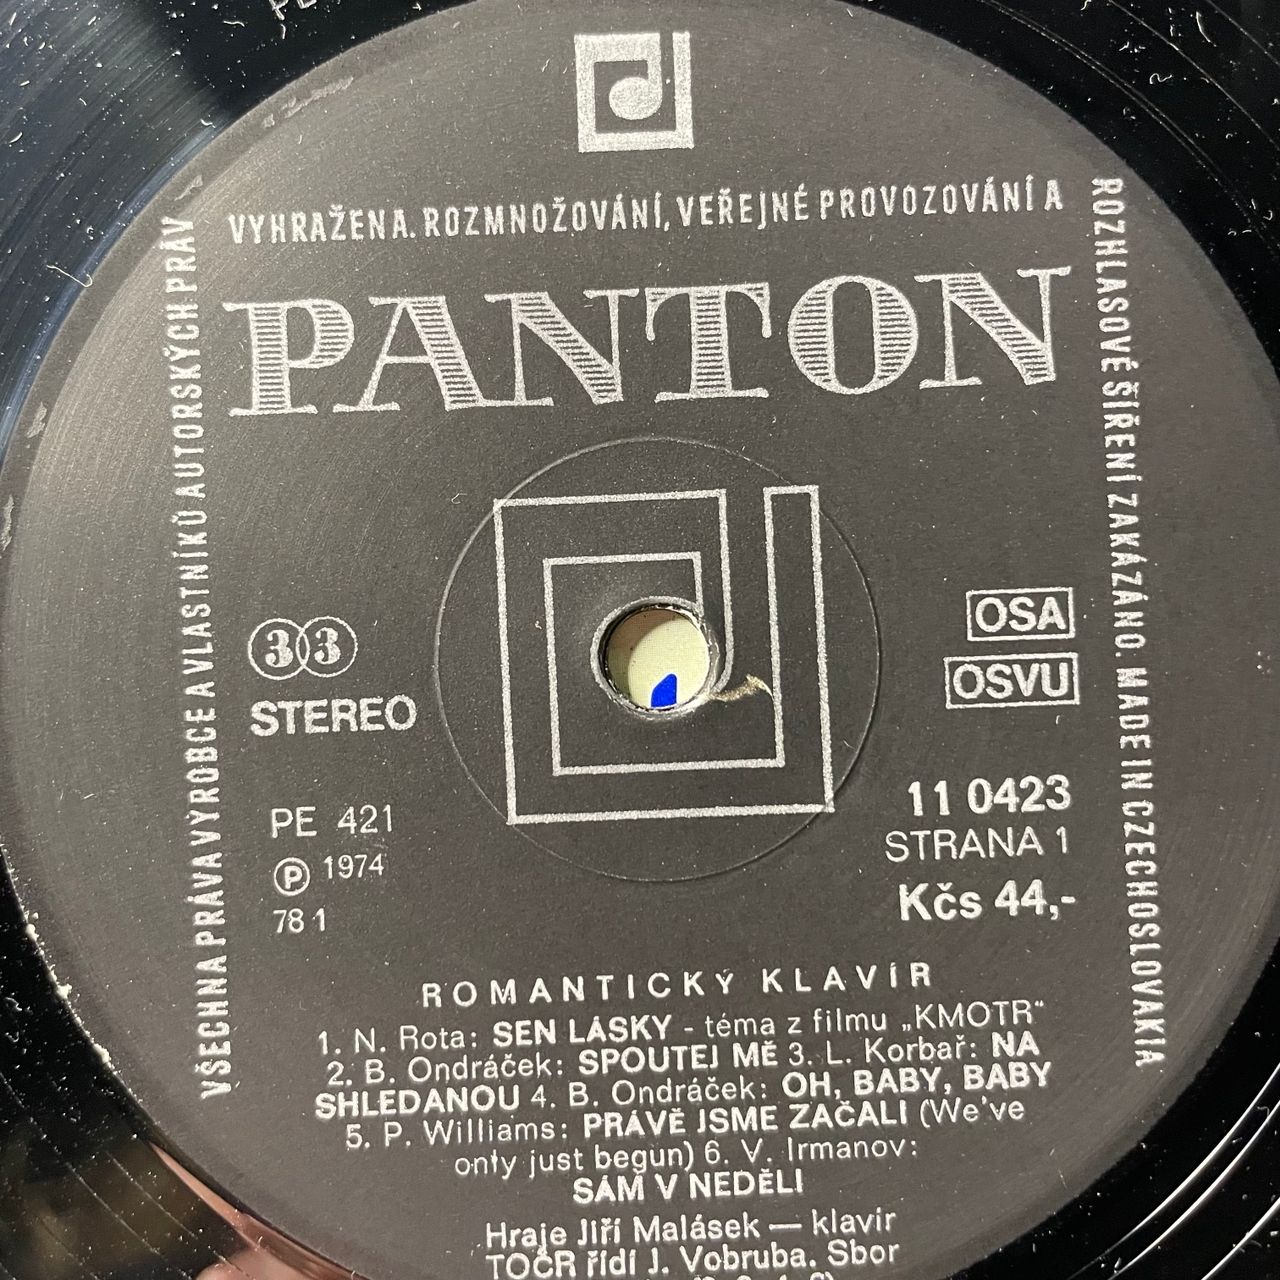 VŠECHNA PRÁVA VÝROBCE A VLASTNÍKŮ AUTORSKÝCH PRÁV
VYHRAŽENA. ROZMNOŽOVÁNÍ, VEŘEJNÉ PROVOZOVÁNÍ A
ROZHLASOVÉ ŠÍŘENÍ ZAKÁZÁNO. MADE IN CZECHOSLOVAKIA
PANTON
33
STEREO
OSA
OSVU
PE 421
Ⓟ 1974
78 1
11 0423
STRANA 1
Kčs 44,-
ROMANTICKÝ KLAVÍR
1. N. Rota: SEN LÁSKY - téma z filmu „KMOTR“
2. B. Ondráček: SPOUTEJ MĚ 3. L. Korbař: NA
SHLEDANOU 4. B. Ondráček: OH, BABY, BABY
5. P. Williams: PRÁVĚ JSME ZAČALI (We've
only just begun) 6. V. Irmanov:
SÁM V NEDĚLI
Hraje Jiří Malásek — klavír
TOČR řídí J. Vobruba. Sbor